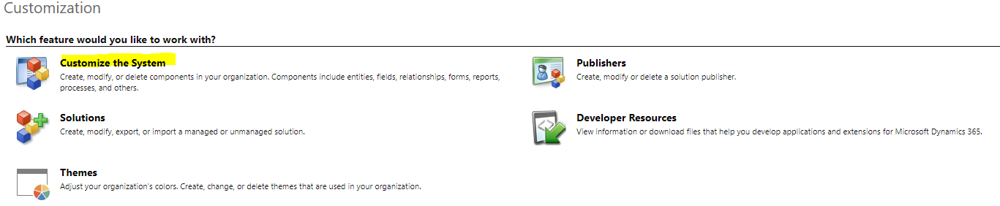 Customization
Which feature would you like to work with?
Customize the System
Create, modify, or delete components in your organization. Components include entities, fields, relationships, forms, reports,
processes, and others.
Publishers
Create, modify or delete a solution publisher.
Solutions
Create, modify, export, or import a managed or unmanaged solution.
Developer Resources
View information or download files that help you develop applications and extensions for Microsoft Dynamics 365.
Themes
Adjust your organization's colors. Create, change, or delete themes that are used in your organization.